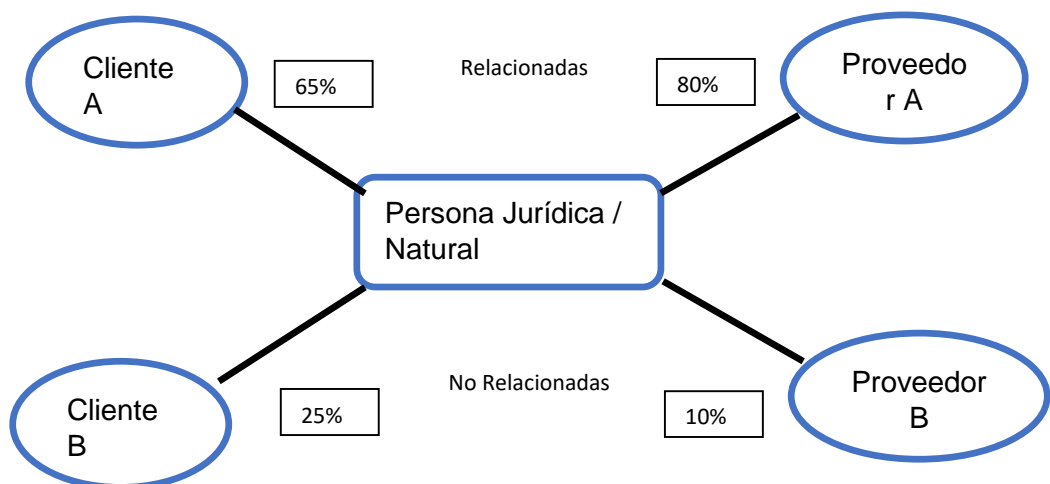 Cliente
A
65%
Relacionadas
80%
Proveedo
r A
Persona Jurídica /
Natural
Cliente
B
25%
No Relacionadas
10%
Proveedor
B